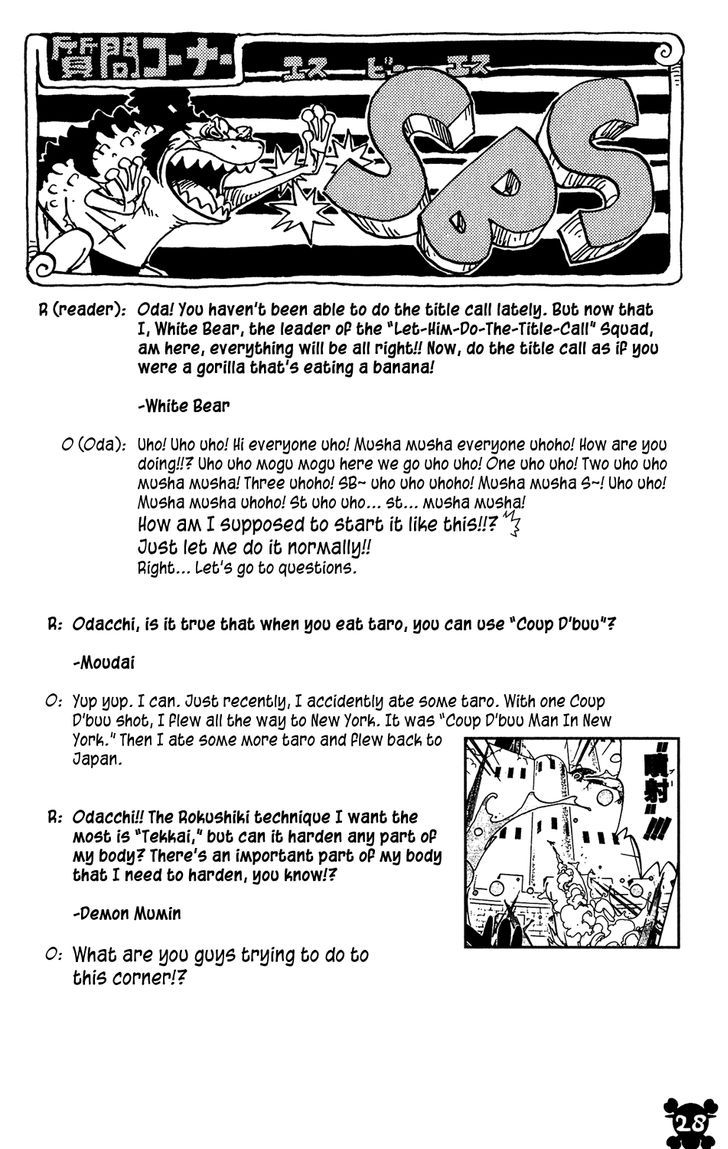 質問コーナー
エス ビー エス
SBS
R (reader): Oda! You haven't been able to do the title call lately. But now that
I, White Bear, the leader of the "Let-Him-Do-The-Title-Call" Squad,
am here, everything will be all right!! Now, do the title call as if you
were a gorilla that's eating a banana!
-White Bear
O (Oda): Uho! Uho uho! Hi everyone uho! Musha musha everyone uhoho! How are you
doing!!? Uho uho mogu mogu here we go uho uho! One uho uho! Two uho uho
musha musha! Three uhoho! SB~ uho uho uhoho! Musha musha S~! Uho uho!
Musha musha uhoho! St uho uho... st... musha musha!
How am I supposed to start it like this!!?
Just let me do it normally!!
Right... Let's go to questions.
R: Odacchi, is it true that when you eat taro, you can use "Coup D'buu"?
-Moudai
O: Yup yup. I can. Just recently, I accidently ate some taro. With one Coup
D'buu shot, I flew all the way to New York. It was "Coup D'buu Man In New
York." Then I ate some more taro and flew back to
Japan.
"噴射"!!!
R: Odacchi!! The Rokushiki technique I want the
most is "Tekkai," but can it harden any part of
my body? There's an important part of my body
that I need to harden, you know!?
-Demon Mumin
O: What are you guys trying to do to
this corner!?
28